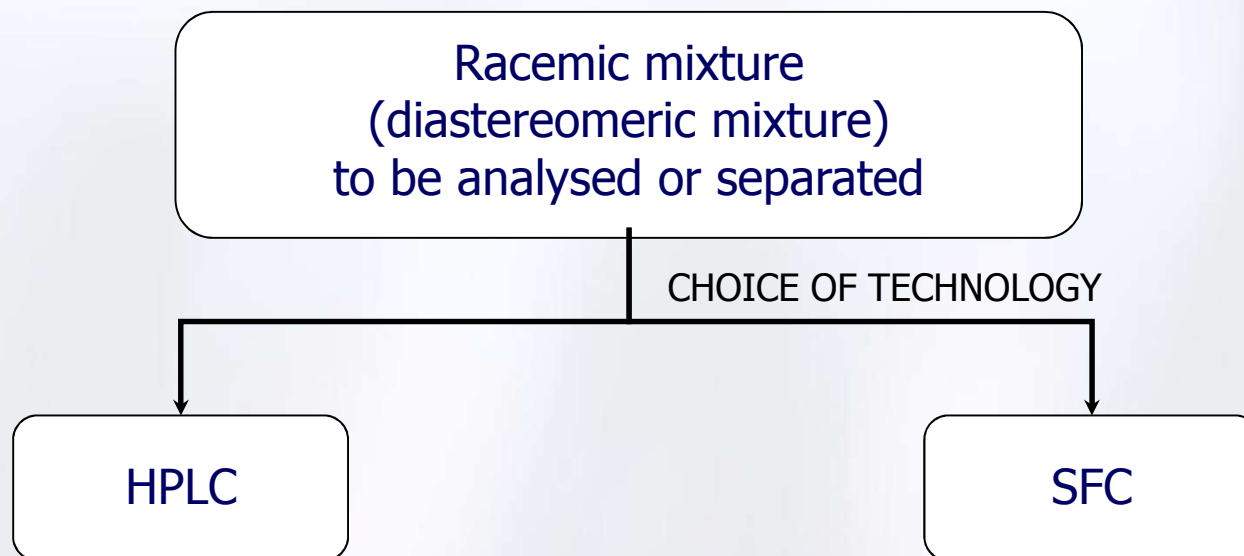 Racemic mixture
(diastereomeric mixture)
to be analysed or separated
CHOICE OF TECHNOLOGY
HPLC
SFC